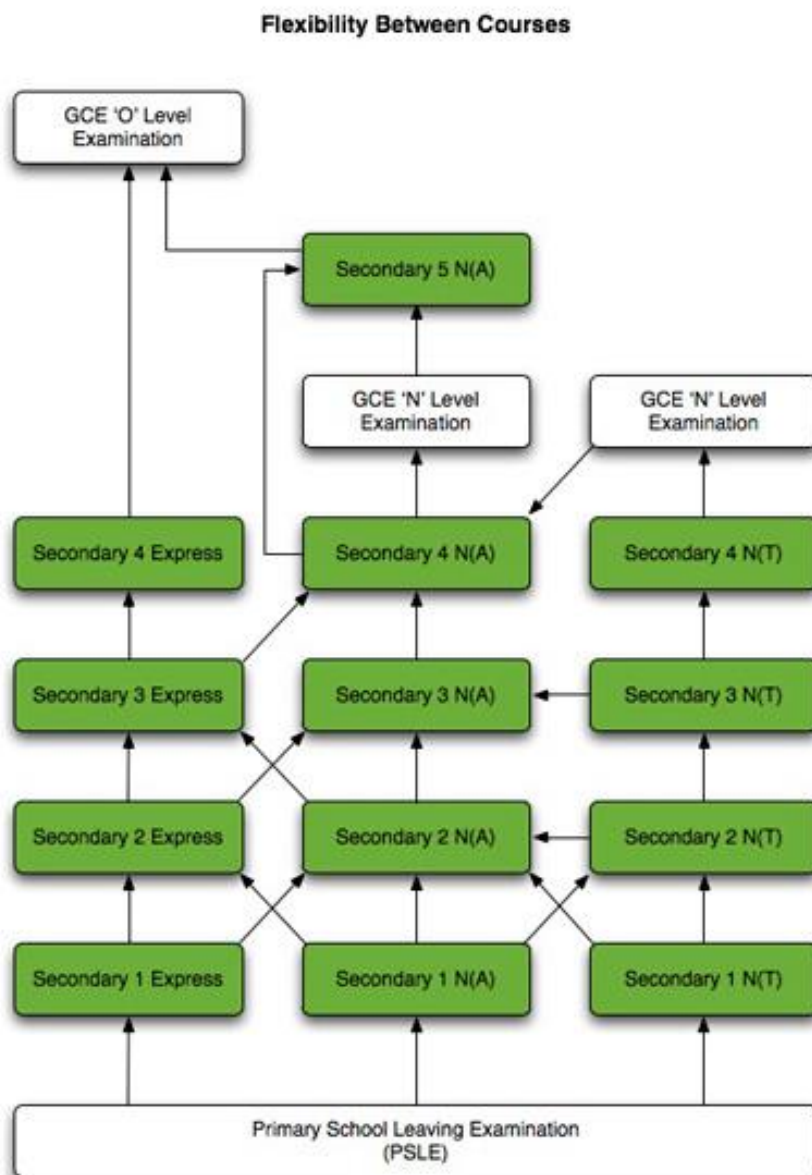 Flexibility Between Courses
GCE 'O' Level
Examination
Secondary 5 N(A)
GCE 'N' Level
Examination
GCE 'N' Level
Examination
Secondary 4 Express
Secondary 4 N(A)
Secondary 4 N(T)
Secondary 3 Express
Secondary 3 N(A)
Secondary 3 N(T)
Secondary 2 Express
Secondary 2 N(A)
Secondary 2 N(T)
Secondary 1 Express
Secondary 1 N(A)
Secondary 1 N(T)
Primary School Leaving Examination
(PSLE)